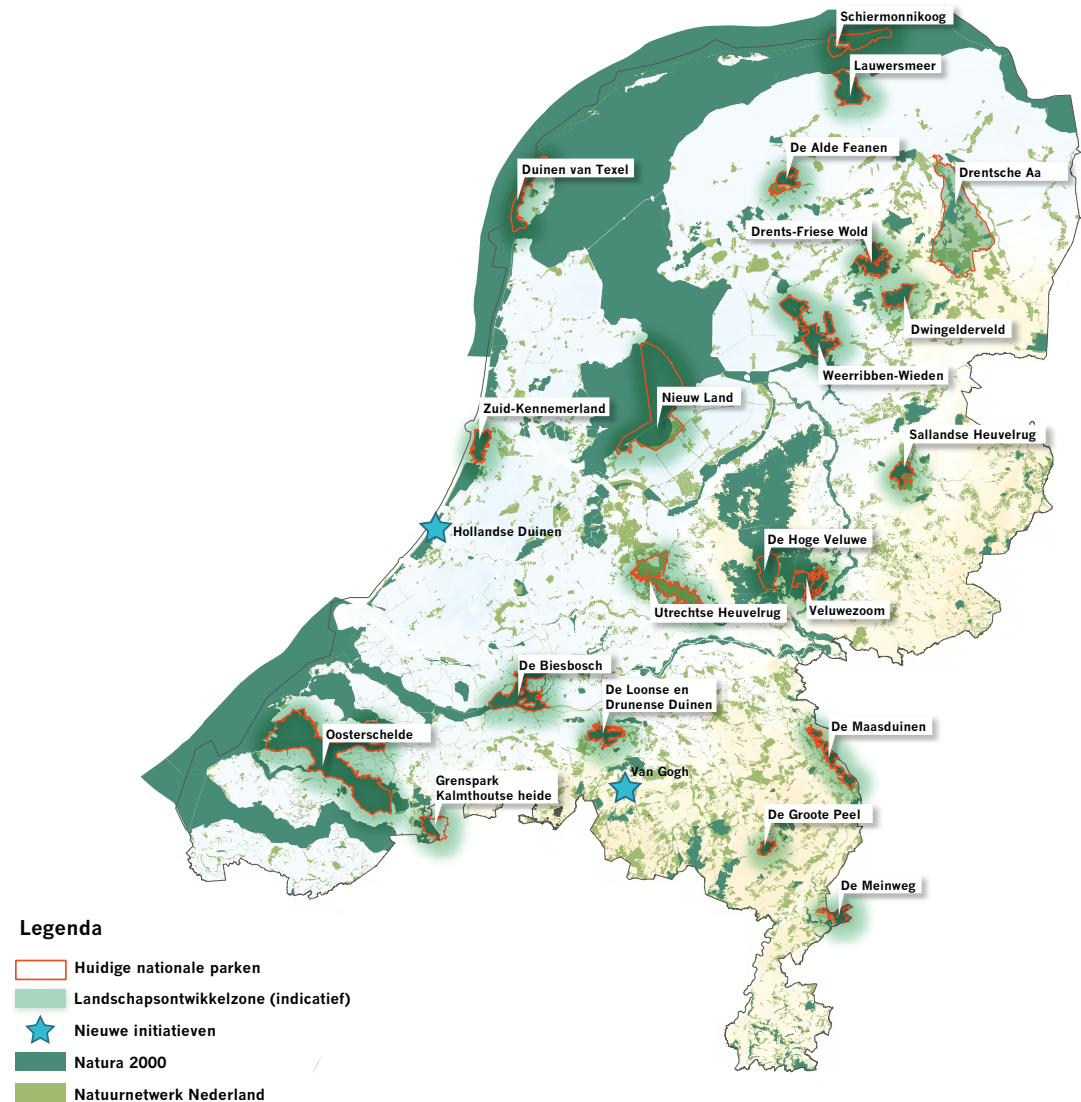 Schiermonnikoog
Lauwersmeer
De Alde Feanen
Duinen van Texel
Drentsche Aa
Drents-Friese Wold
Dwingelderveld
Weerribben-Wieden
Nieuw Land
Zuid-Kennemerland
Sallandse Heuvelrug
Hollandse Duinen
De Hoge Veluwe
Utrechtse Heuvelrug
Veluwezoom
De Biesbosch
De Loonse en
Drunense Duinen
De Maasduinen
Oosterschelde
Van Gogh
Grenspark
Kalmthoutse heide
De Groote Peel
De Meinweg
Legenda
Huidige nationale parken
Landschapsontwikkelzone (indicatief)
Nieuwe initiatieven
Natura 2000
Natuurnetwerk Nederland